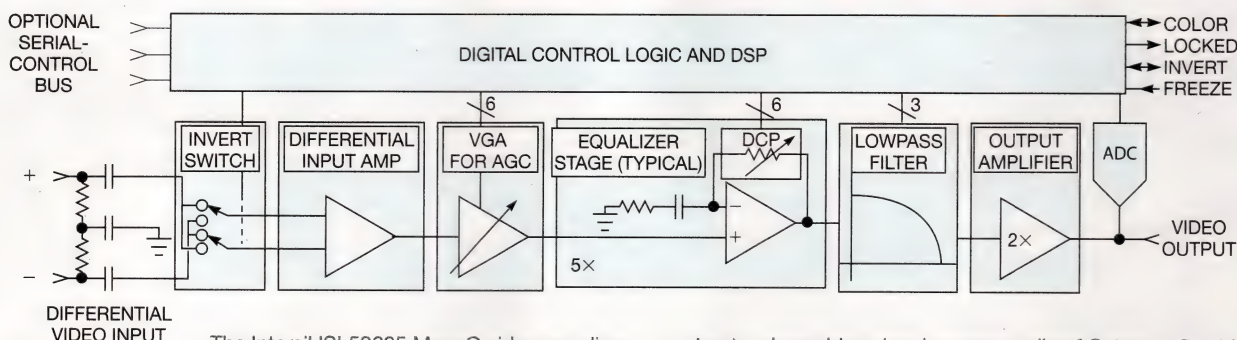 OPTIONAL
SERIAL-
CONTROL
BUS
DIGITAL CONTROL LOGIC AND DSP
COLOR
LOCKED
INVERT
FREEZE
6
6
3
INVERT
SWITCH
DIFFERENTIAL
INPUT AMP
VGA
FOR AGC
EQUALIZER
STAGE (TYPICAL)
DCP
LOWPASS
FILTER
OUTPUT
AMPLIFIER
ADC
+
−
−
+
5×
2×
VIDEO
OUTPUT
DIFFERENTIAL
VIDEO INPUT